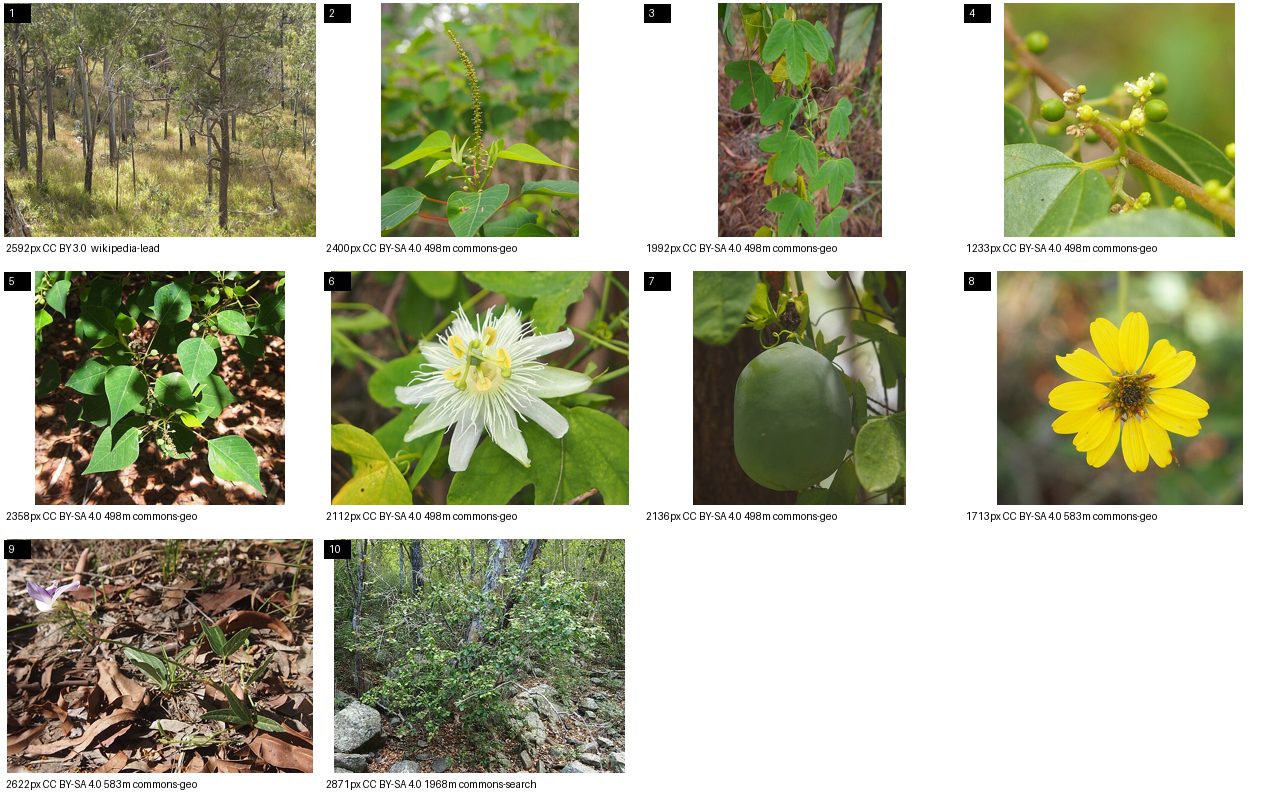 1
2
3
4
2592px CC BY 3.0 wikipedia-lead
2400px CC BY-SA 4.0 498m commons-geo
1992px CC BY-SA 4.0 498m commons-geo
1233px CC BY-SA 4.0 498m commons-geo
5
6
7
8
2358px CC BY-SA 4.0 498m commons-geo
2112px CC BY-SA 4.0 498m commons-geo
2136px CC BY-SA 4.0 498m commons-geo
1713px CC BY-SA 4.0 583m commons-geo
9
10
2622px CC BY-SA 4.0 583m commons-geo
2871px CC BY-SA 4.0 1968m commons-search